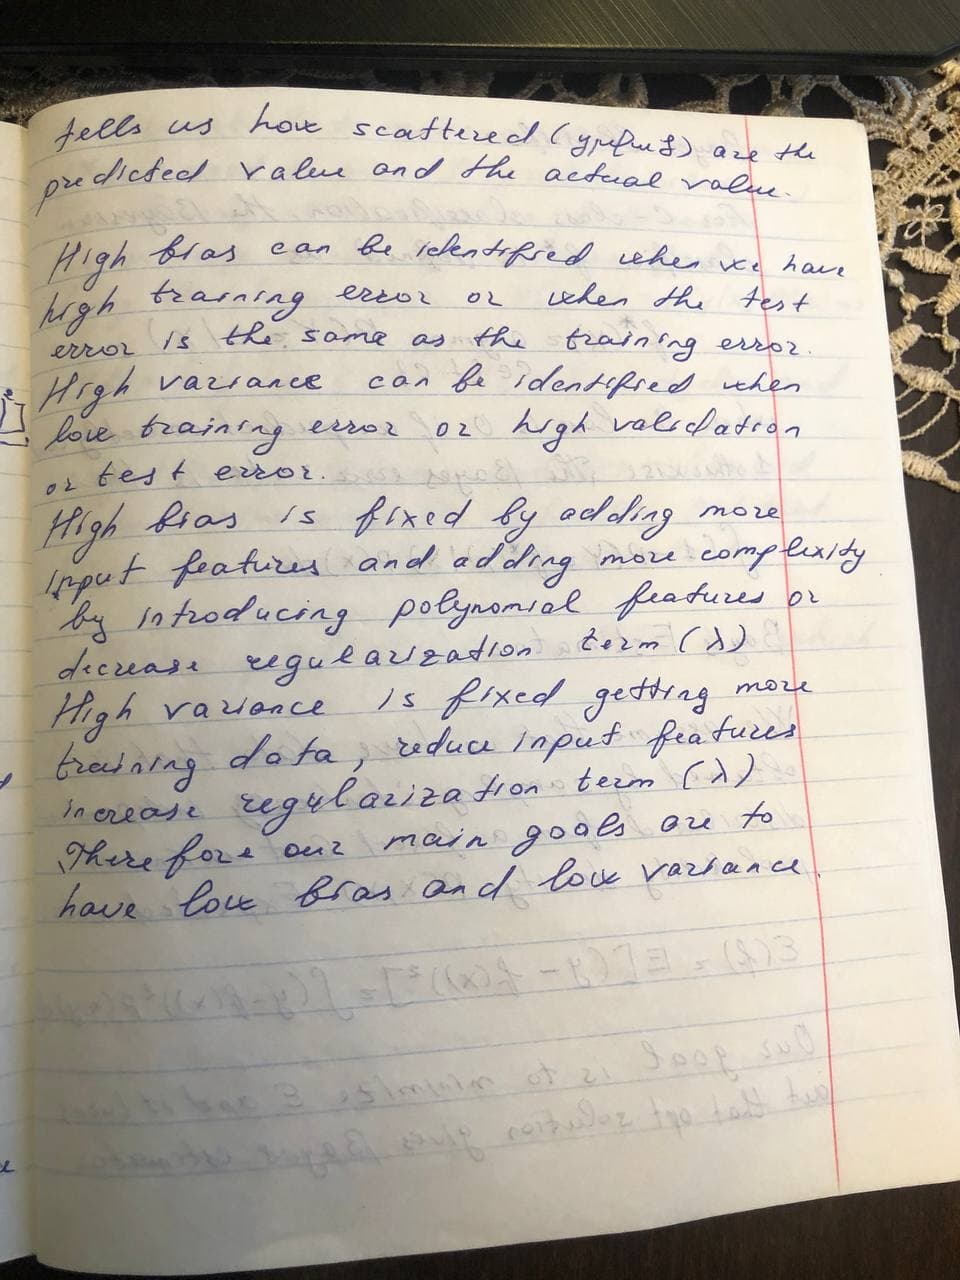 tells us how scattered ( ) are the
predicted value and the actual value.
High bias can be identified when we have
high training error or when the test
error is the same as the training error.
High variance can be identified when
low training error or high validation
or test error.
High bias is fixed by adding more
input features and adding more complexity
by introducing polynomial features or
decrease regularization term (λ)
High variance is fixed getting more
training data, reduce input features
increase regularization term (λ)
Therefore our main goals are to
have low bias and low variance.